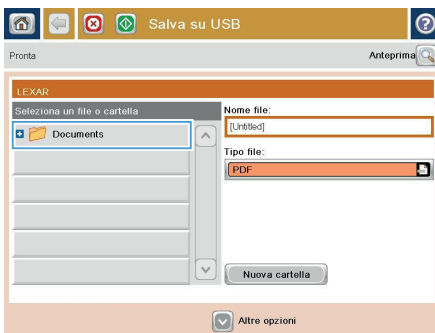 Salva su USB
Pronta
Anteprima
LEXAR
Seleziona un file o cartella
Documents
Nome file:
[Untitled]
Tipo file:
PDF
Nuova cartella
Altre opzioni